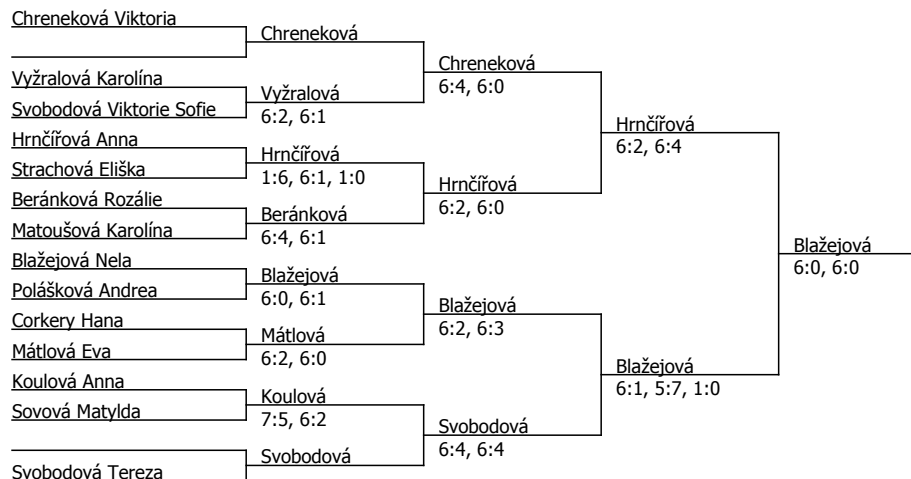 Chreneková Viktoria
Chreneková
Chreneková
6:4, 6:0
Vyžralová Karolína
Vyžralová
6:2, 6:1
Svobodová Viktorie Sofie
Hrnčířová
6:2, 6:4
Hrnčířová Anna
Hrnčířová
1:6, 6:1, 1:0
Strachová Eliška
Hrnčířová
6:2, 6:0
Beránková Rozálie
Beránková
6:4, 6:1
Matoušová Karolína
Blažejová
6:0, 6:0
Blažejová Nela
Blažejová
6:0, 6:1
Polášková Andrea
Blažejová
6:2, 6:3
Corkery Hana
Mátlová
6:2, 6:0
Mátlová Eva
Blažejová
6:1, 5:7, 1:0
Koulová Anna
Koulová
7:5, 6:2
Sovová Matylda
Svobodová
6:4, 6:4
Svobodová
Svobodová Tereza